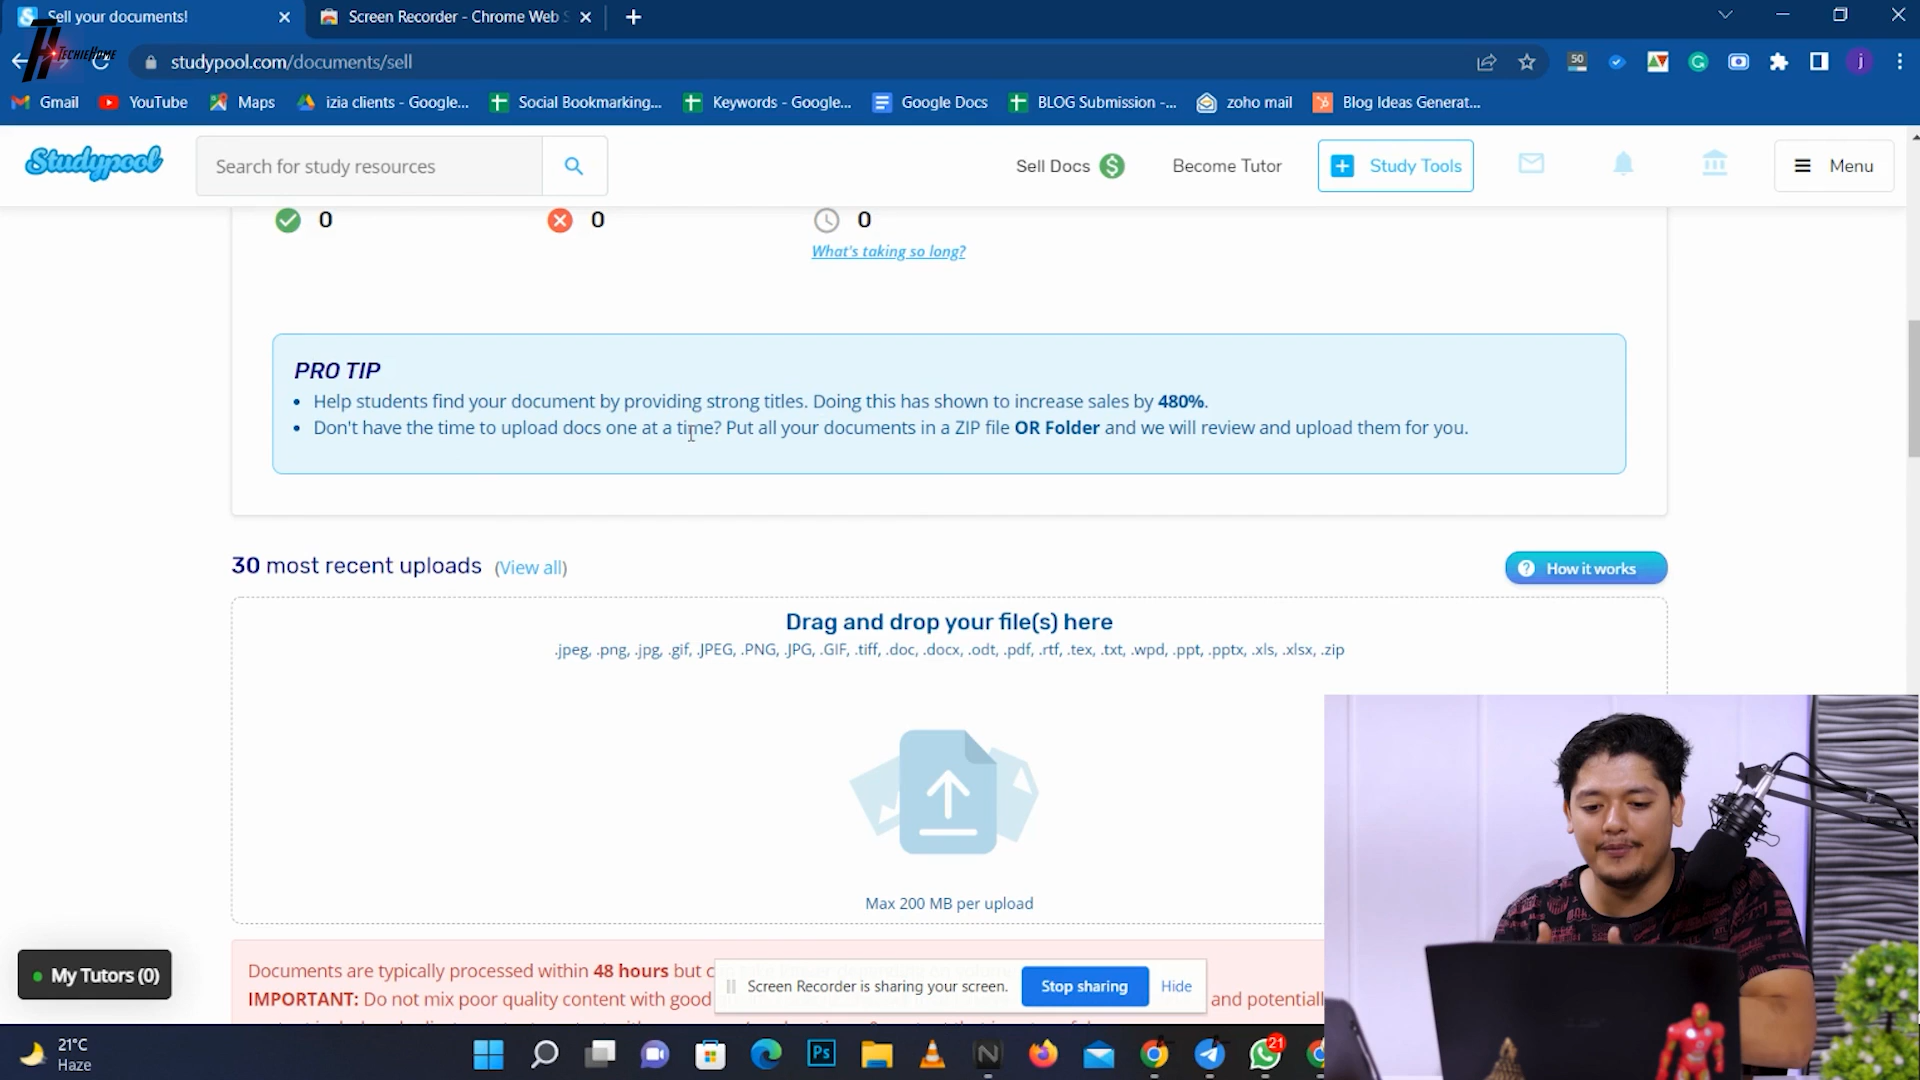 Sell your documents!
Screen Recorder - Chrome Web S
TECHIEHOME
studypool.com/documents/sell
50
j
Gmail
YouTube
Maps
izia clients - Google...
Social Bookmarking...
Keywords - Google...
Google Docs
BLOG Submission -...
zoho mail
Blog Ideas Generat...
Studypool
Search for study resources
Sell Docs $
Become Tutor
Study Tools
Menu
0
0
0
What's taking so long?
PRO TIP
• Help students find your document by providing strong titles. Doing this has shown to increase sales by 480%.
• Don't have the time to upload docs one at a time? Put all your documents in a ZIP file OR Folder and we will review and upload them for you.
30 most recent uploads (View all)
? How it works
Drag and drop your file(s) here
.jpeg, .png, .jpg, .gif, .JPEG, .PNG, .JPG, .GIF, .tiff, .doc, .docx, .odt, .pdf, .rtf, .tex, .txt, .wpd, .ppt, .pptx, .xls, .xlsx, .zip
Max 200 MB per upload
My Tutors (0)
Documents are typically processed within 48 hours but c
IMPORTANT: Do not mix poor quality content with good
and potentiall
Screen Recorder is sharing your screen.
Stop sharing
Hide
21°C
Haze
Ps
N
21